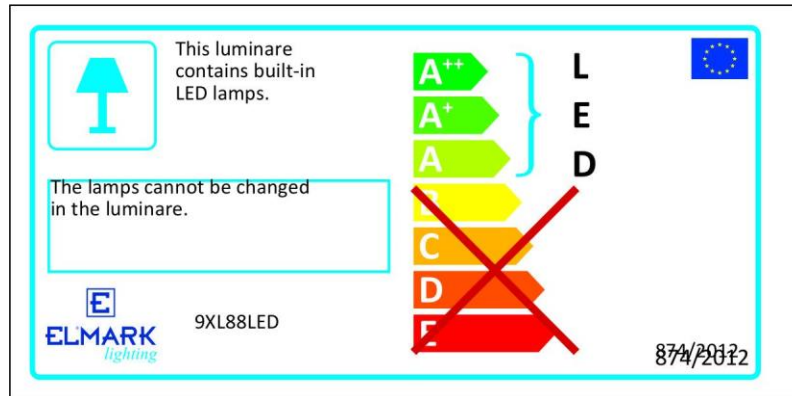 This luminare
contains built-in
LED lamps.
The lamps cannot be changed
in the luminare.
E
ELMARK
lighting
9XL88LED
A++
A+
A
B
C
D
E
L
E
D
874/2012
874/2012